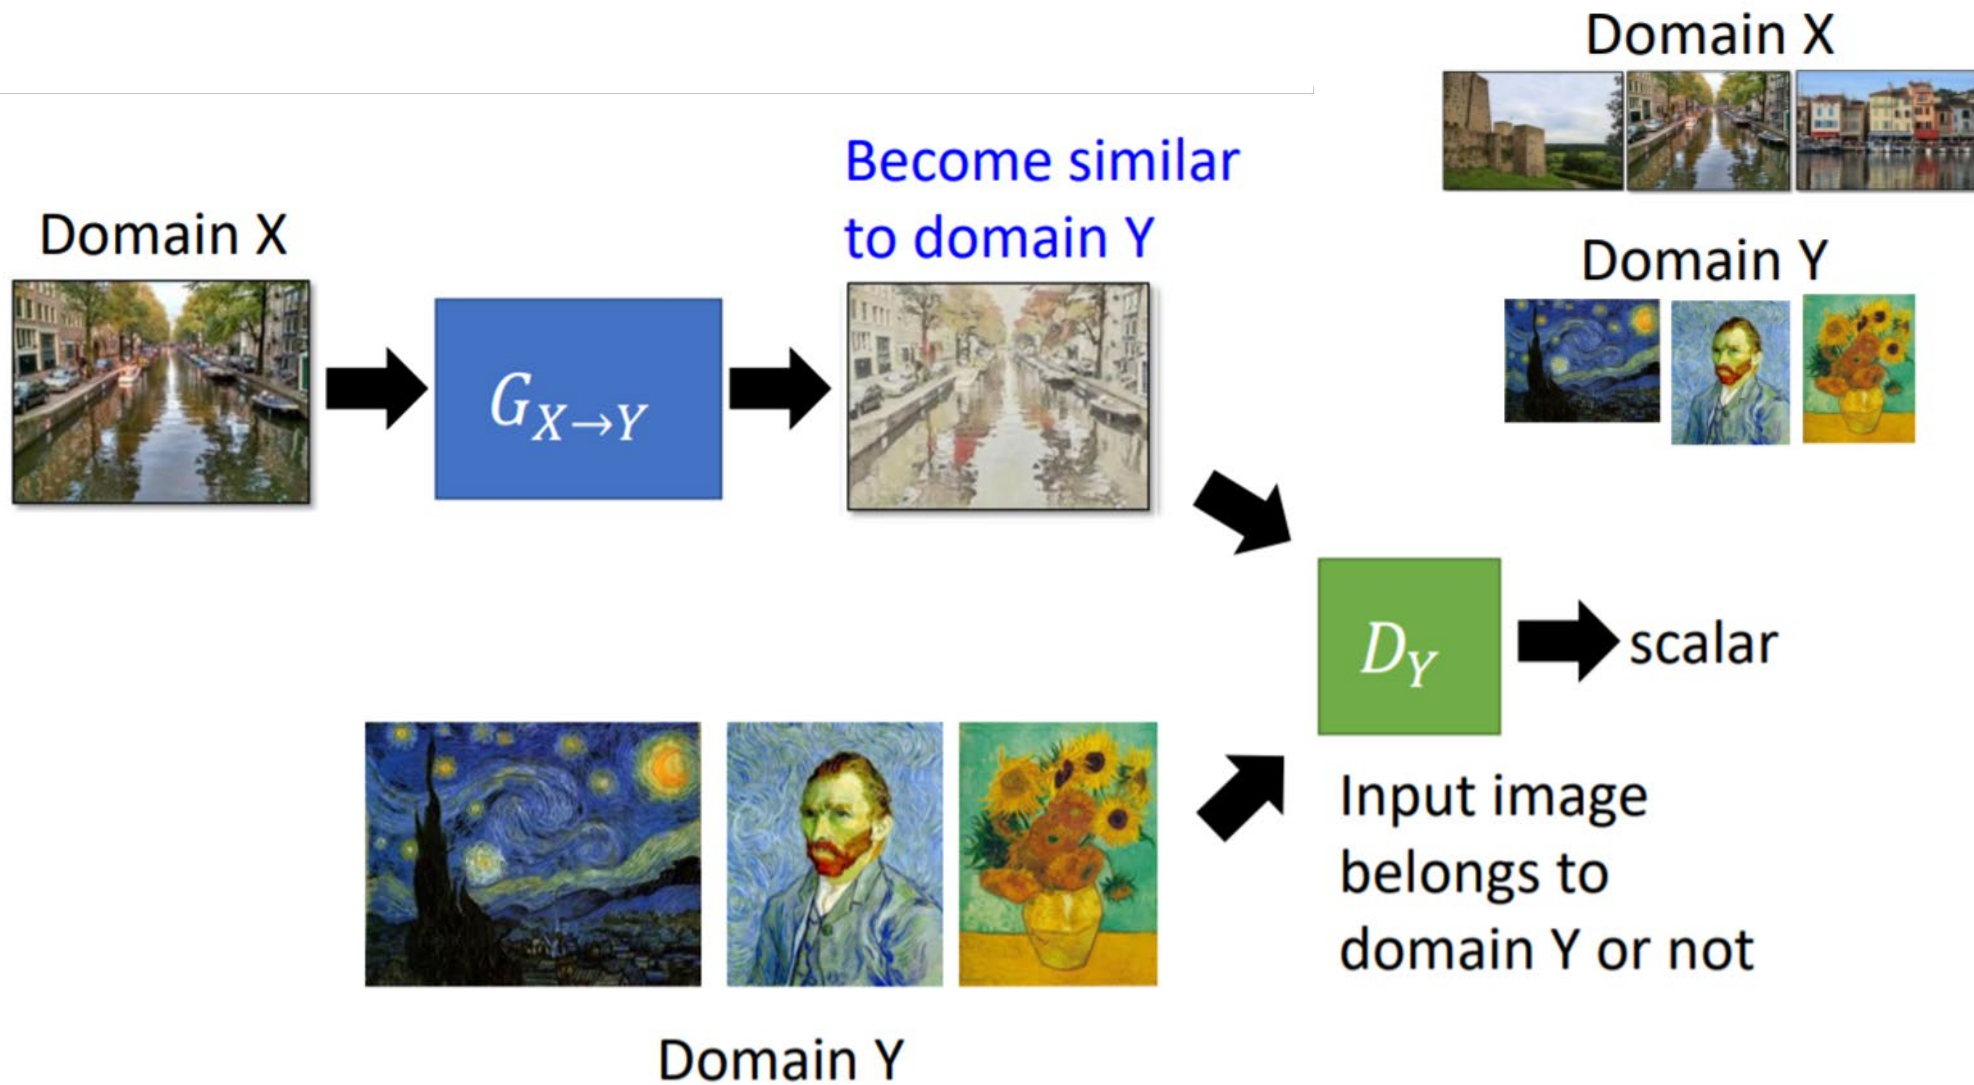 Domain X
Domain Y
Become similar
to domain Y
Domain X
G_{X→Y}
D_Y
scalar
Input image
belongs to
domain Y or not
Domain Y